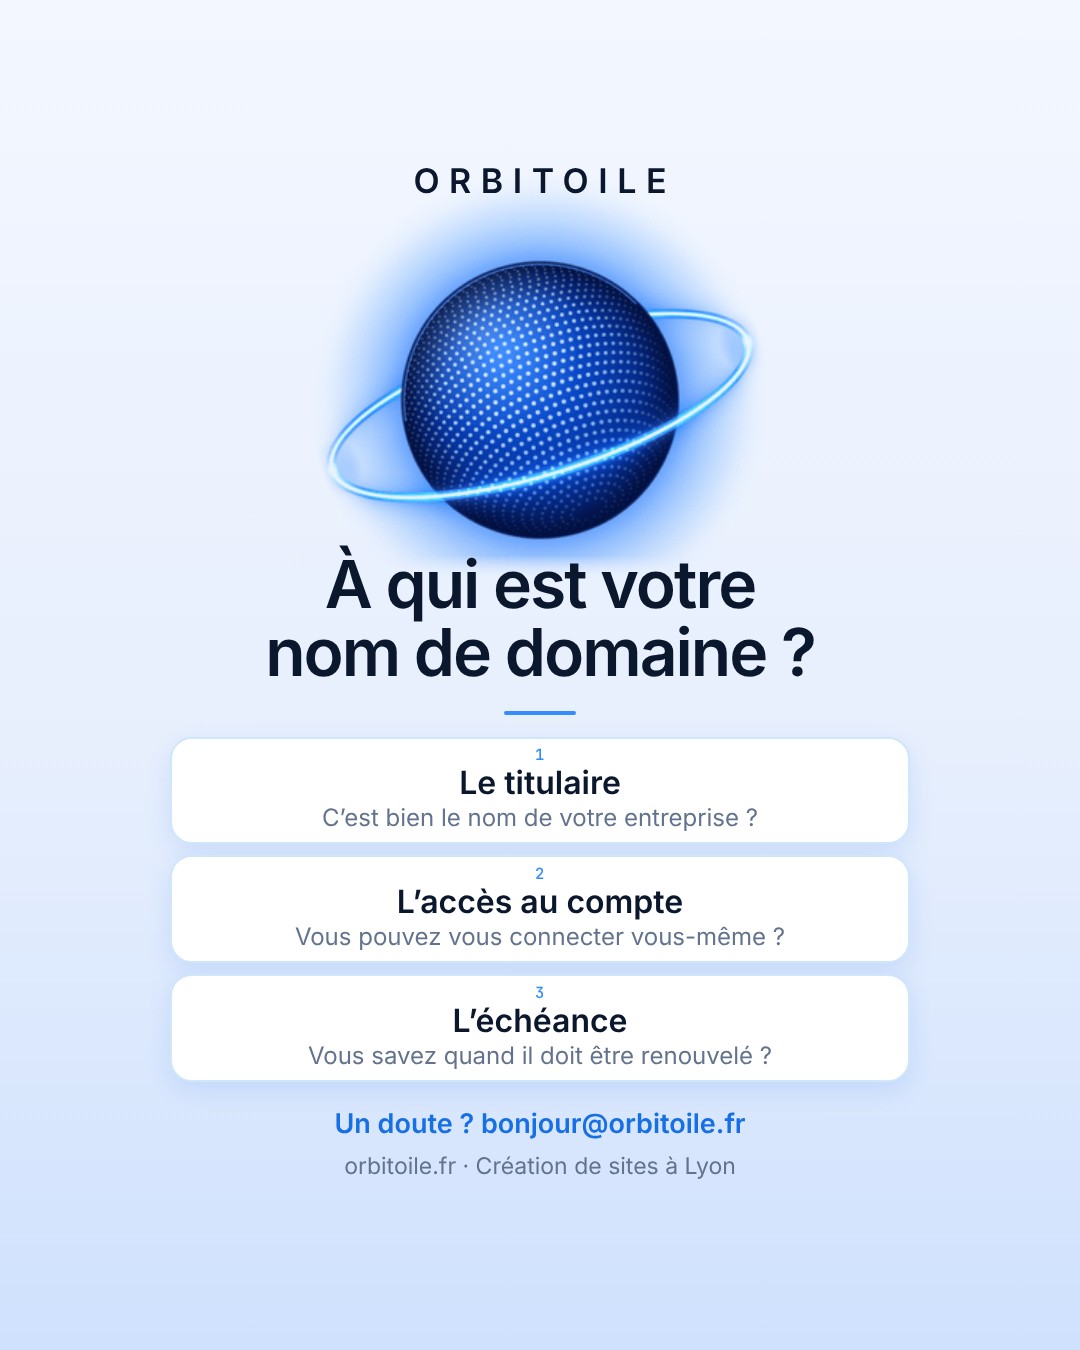 ORBITOILE
À qui est votre
nom de domaine ?
1
Le titulaire
C’est bien le nom de votre entreprise ?
2
L’accès au compte
Vous pouvez vous connecter vous-même ?
3
L’échéance
Vous savez quand il doit être renouvelé ?
Un doute ? bonjour@orbitoile.fr
orbitoile.fr · Création de sites à Lyon